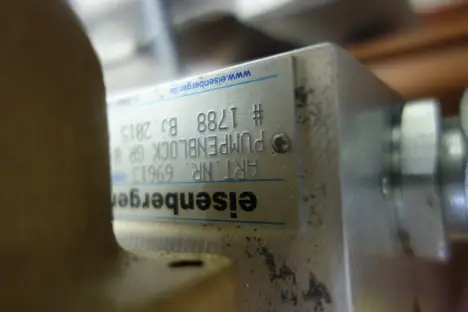 eisenberger
ART.NR. 69613
PUMPENBLOCK GR
# 1788 BJ 2015
www.eisenberger.de